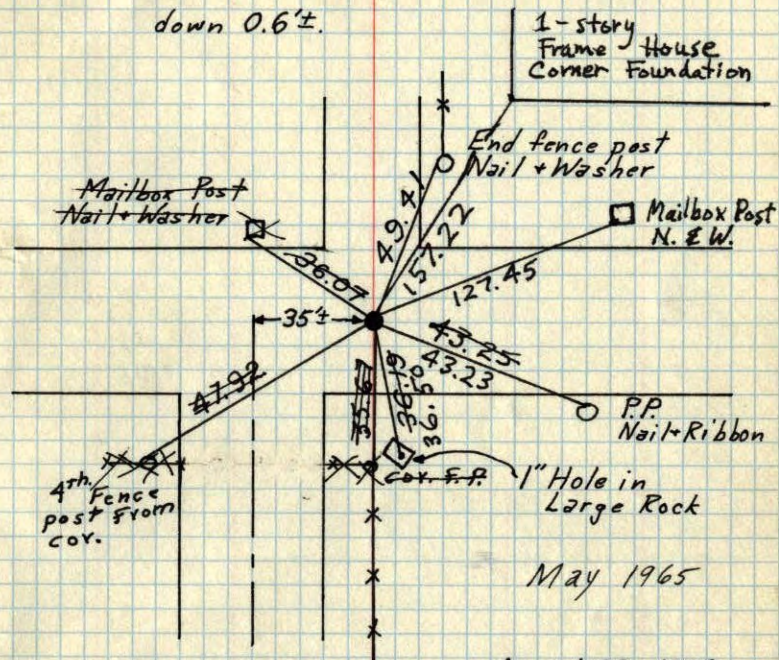 down 0.6'±.
1-story
Frame House
Corner Foundation
End fence post
Nail + Washer
Mailbox Post
Nail + Washer
Mailbox Post
N. & W.
49.41
157.22
36.07
127.45
35'±
43.25
43.23
47.92
35.67
36.19
36.50
P.P.
Nail + Ribbon
cor. F.P.
1" Hole in
Large Rock
4th. Fence
post From
cor.
May 1965